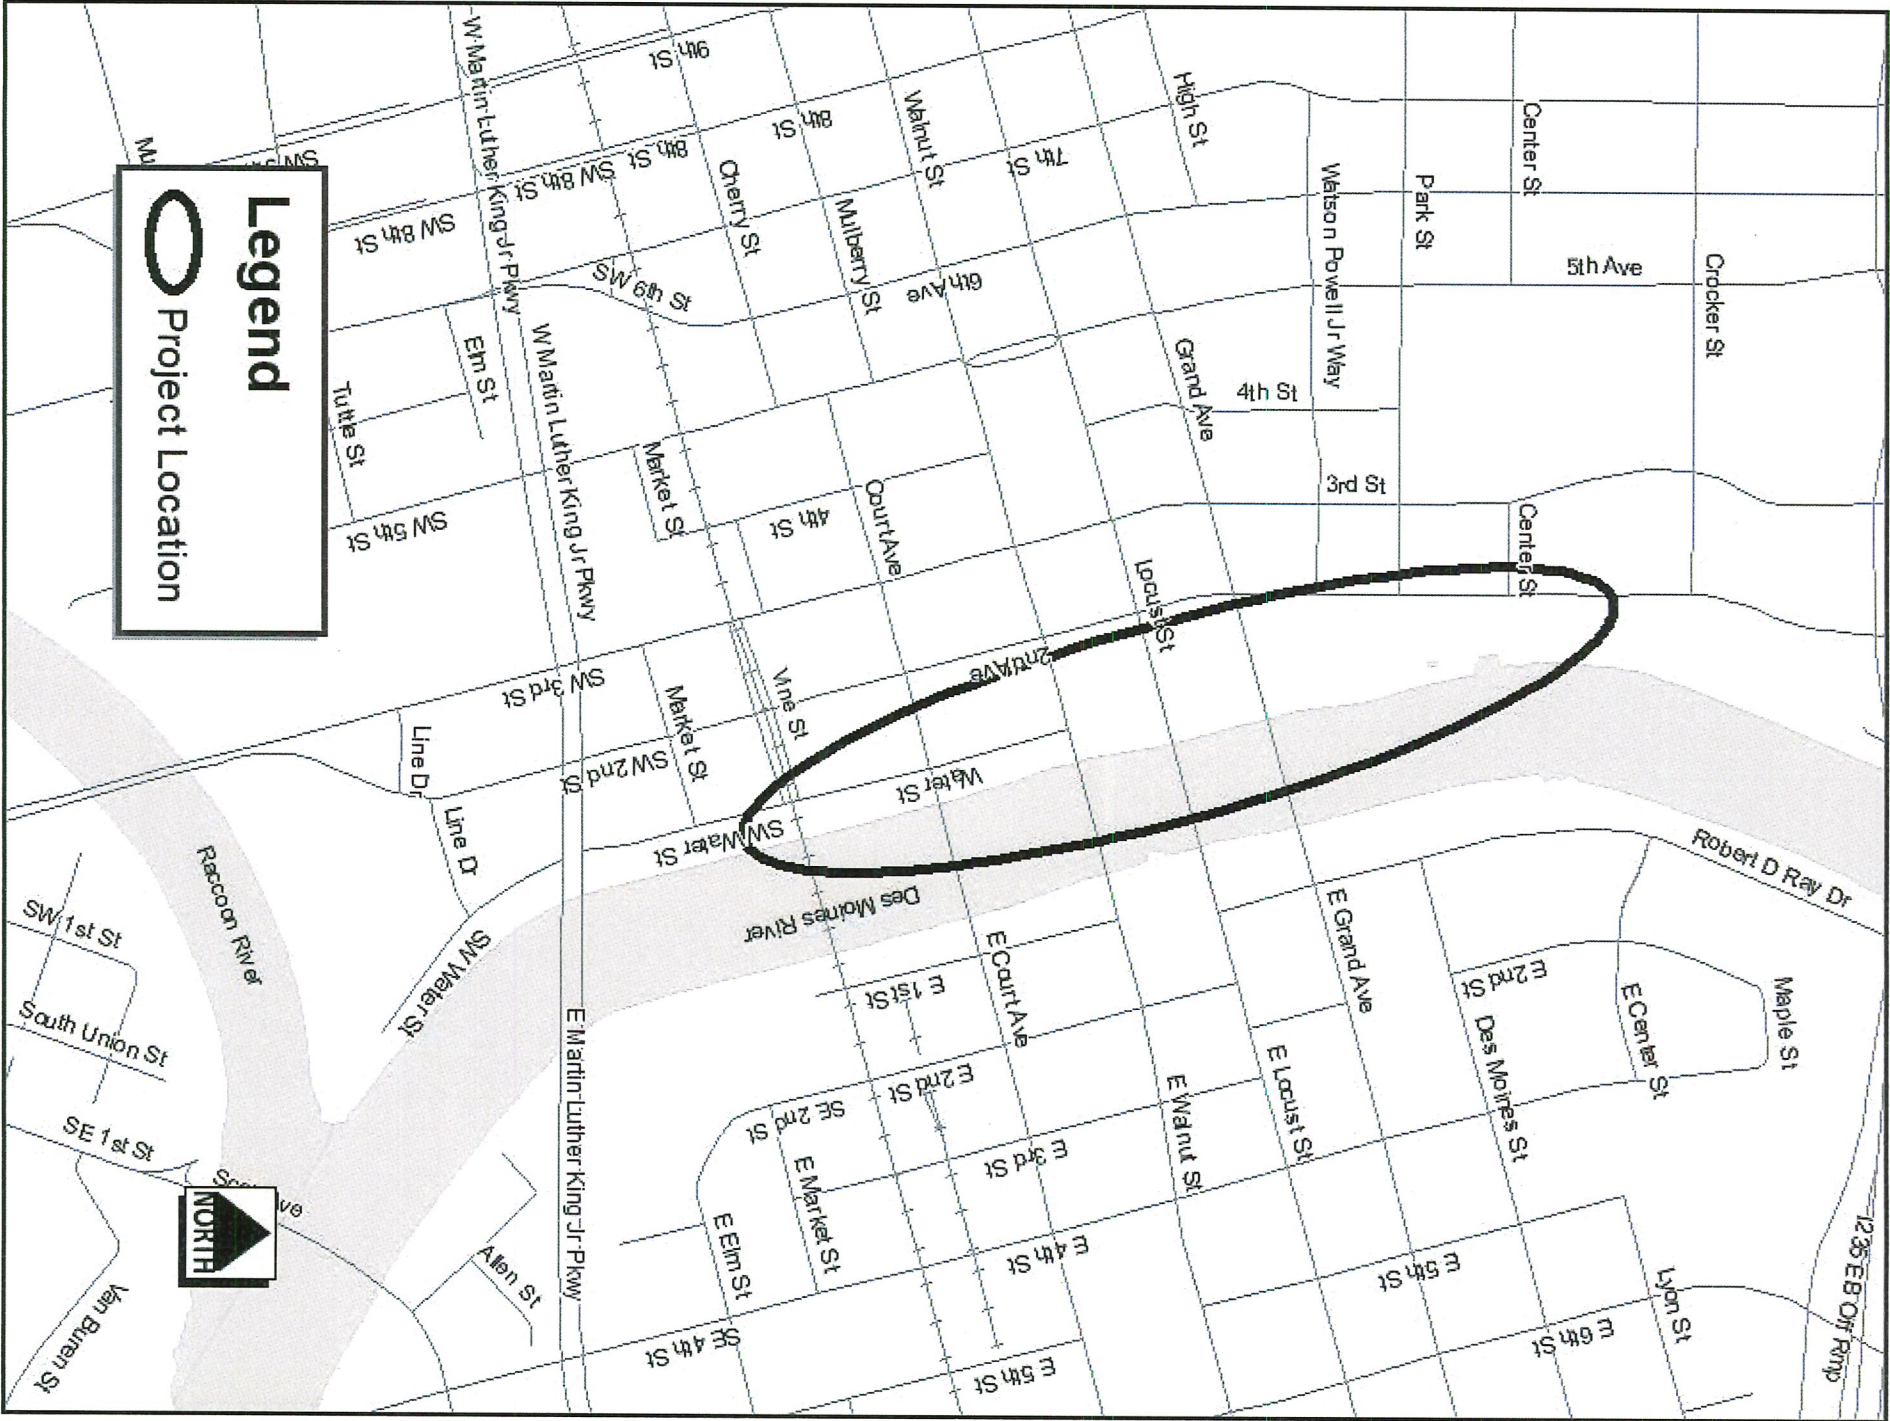 9th St
W Martin Luther King Jr Pkwy
8th St
Walnut St
High St
Center St
7th St
8th St
SW 8th St
Cherry St
Park St
Watson Powell Jr Way
Mulberry St
SW 8th St
5th Ave
Crocker St
SW 6th St
6th Ave
Elm St
W Martin Luther King Jr Pkwy
Grand Ave
4th St
Tuttle St
Market St
Court Ave
3rd St
Center St
4th St
SW 5th St
Locust St
2nd Ave
SW 3rd St
Vine St
Market St
SW 2nd St
Line Dr
Line Dr
Water St
SW Water St
Des Moines River
Raccoon River
Robert D Ray Dr
SW 1st St
SW Water St
South Union St
SE 1st St
Van Buren St
Allen St
E Martin Luther King Jr Pkwy
E 1st St
E Court Ave
E Grand Ave
E 2nd St
E Center St
Maple St
Des Moines St
E Locust St
E Walnut St
E 2nd St
SE 2nd St
E 3rd St
E Market St
E Elm St
E 4th St
SE 4th St
E 5th St
E 5th St
E 6th St
Lyon St
I 235 E B Off Rmp
Legend
Project Location
NORTH